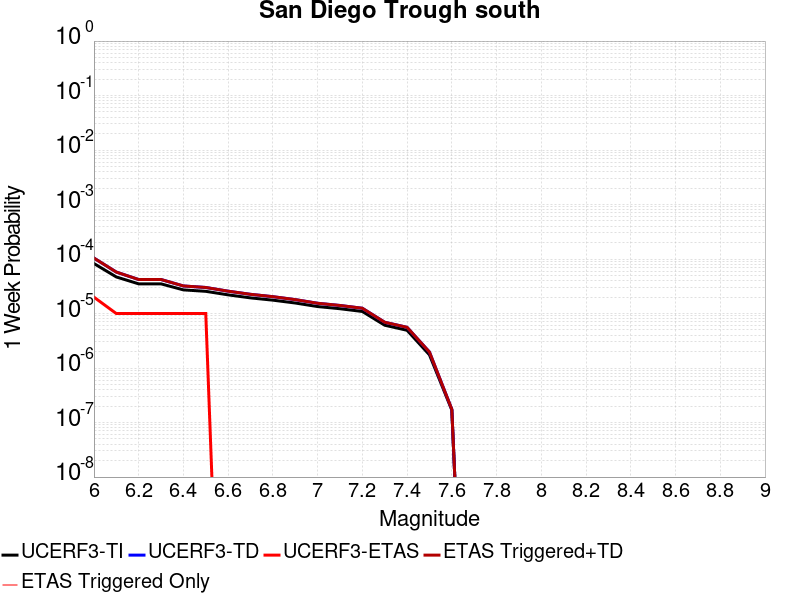 San Diego Trough south
1 Week Probability
10^0
10^-1
10^-2
10^-3
10^-4
10^-5
10^-6
10^-7
10^-8
6 6.2 6.4 6.6 6.8 7 7.2 7.4 7.6 7.8 8 8.2 8.4 8.6 8.8 9
Magnitude
UCERF3-TI UCERF3-TD UCERF3-ETAS ETAS Triggered+TD
ETAS Triggered Only